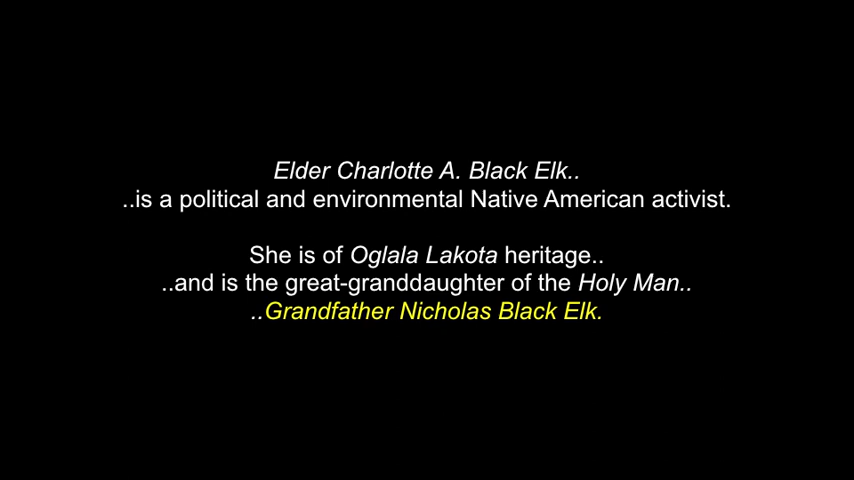 Elder Charlotte A. Black Elk..
..is a political and environmental Native American activist.
She is of Oglala Lakota heritage..
..and is the great-granddaughter of the Holy Man..
..Grandfather Nicholas Black Elk.